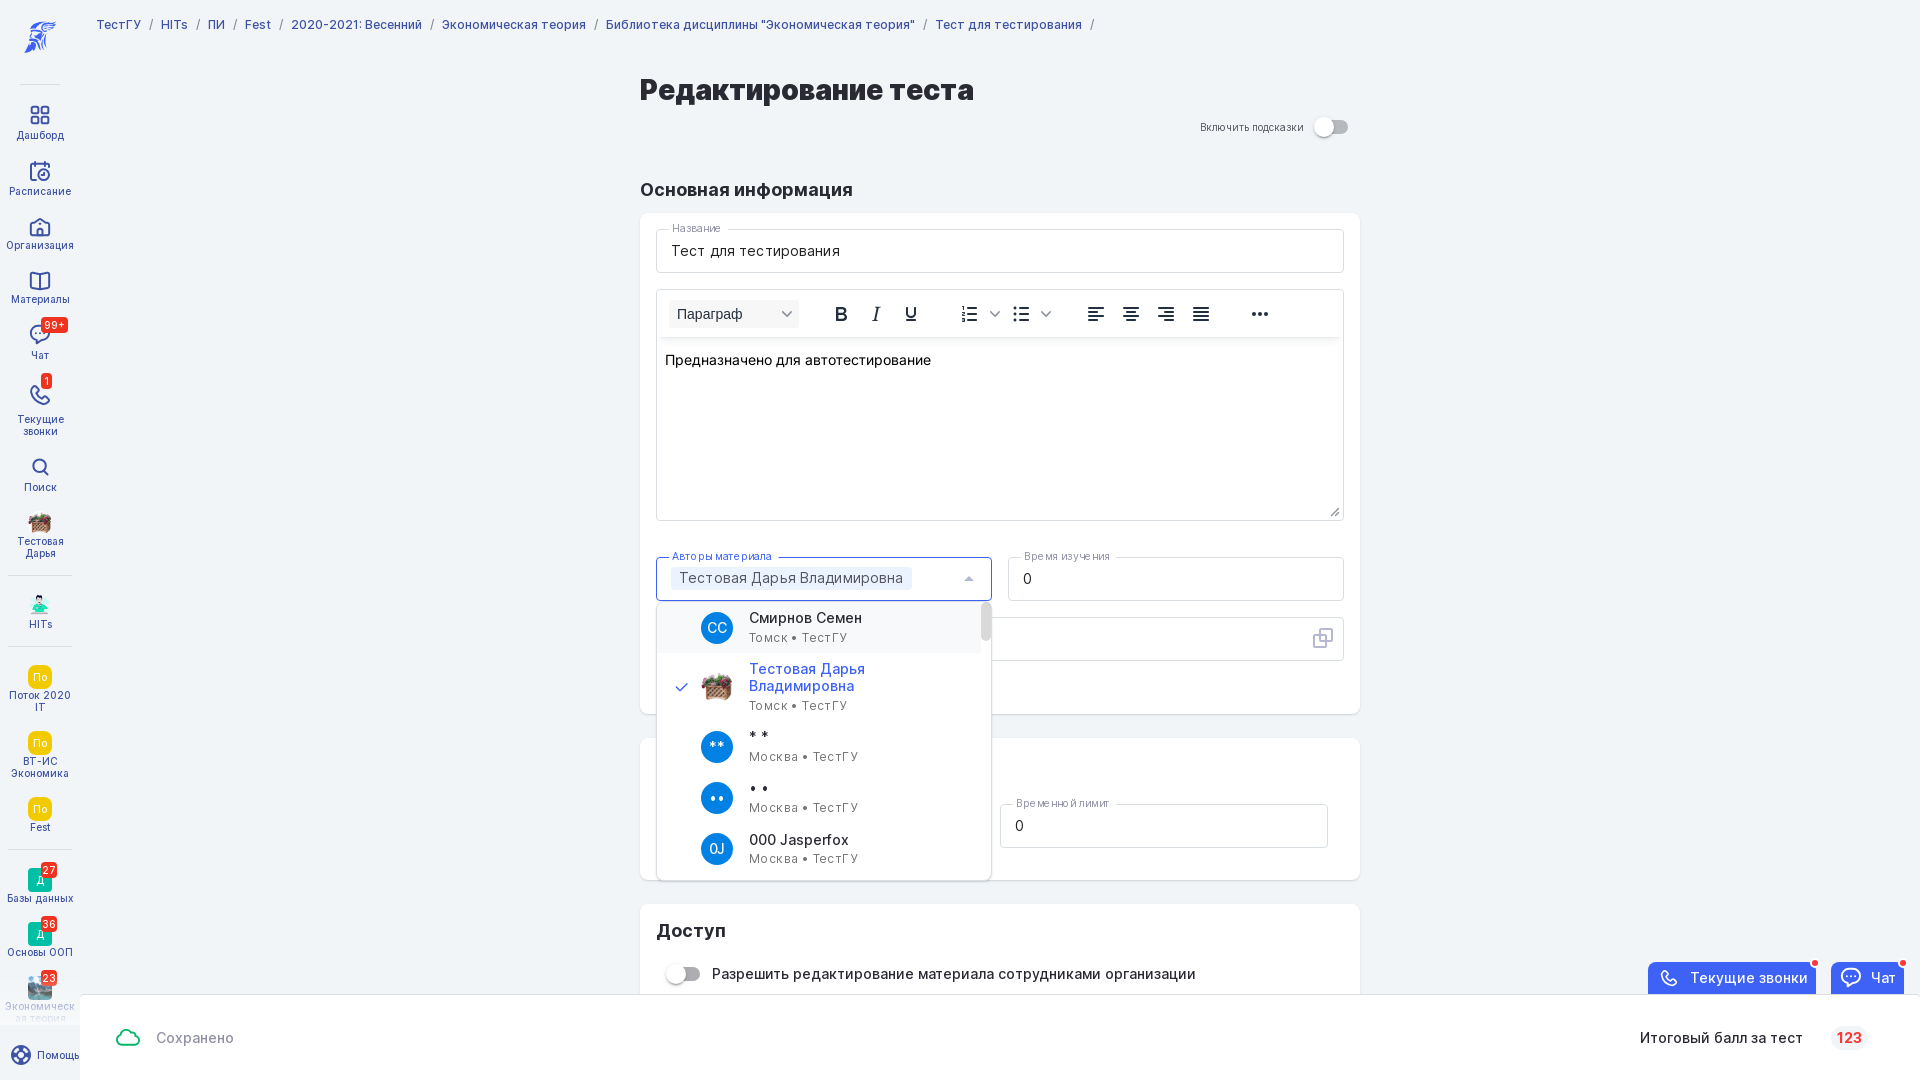 ТестГУ / HITs / ПИ / Fest / 2020-2021: Весенний / Экономическая теория / Библиотека дисциплины "Экономическая теория" / Тест для тестирования /
Дашборд
Расписание
Организация
Материалы
99+
Чат
1
Текущие
звонки
Поиск
Тестовая
Дарья
HITs
По
Поток 2020
IT
По
ВТ-ИС
Экономика
По
Fest
27
Д
Базы данных
36
Д
Основы ООП
23
Экономическ
ая теория
Помощь
Редактирование теста
Включить подсказки
Основная информация
Название
Тест для тестирования
Параграф
Предназначено для автотестирование
Авторы материала
Тестовая Дарья Владимировна
Время изучения
0
СС
Смирнов Семен
Томск • ТестГУ
Тестовая Дарья
Владимировна
Томск • ТестГУ
**
* *
Москва • ТестГУ
••
• •
Москва • ТестГУ
0J
000 Jasperfox
Москва • ТестГУ
Временной лимит
0
Доступ
Разрешить редактирование материала сотрудниками организации
Текущие звонки
Чат
Сохранено
Итоговый балл за тест
123